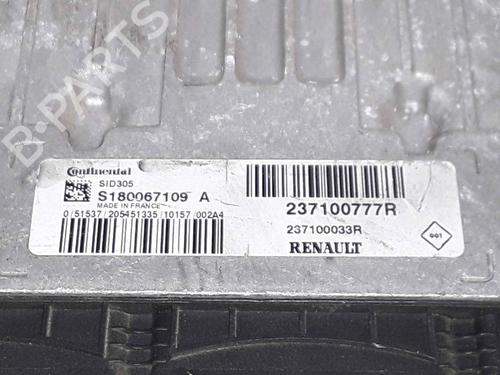 B-PARTS
Continental
SID305
S180067109 A
MADE IN FRANCE
0/51537/205451335/10157/002A4
237100777R
237100033R
RENAULT
001